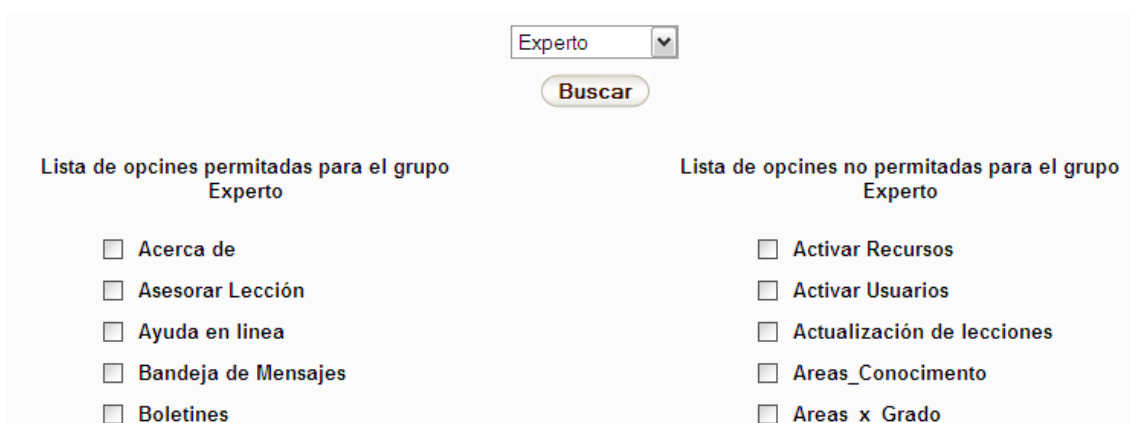 Experto
Buscar
Lista de opcines permitadas para el grupo
Experto
Acerca de
Asesorar Lección
Ayuda en linea
Bandeja de Mensajes
Boletines
Lista de opcines no permitadas para el grupo
Experto
Activar Recursos
Activar Usuarios
Actualización de lecciones
Areas_Conocimento
Areas_x_Grado